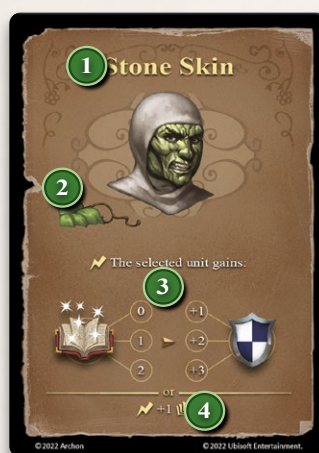 1
Stone Skin
2
The selected unit gains:
3
0 +1
1 +2
2 +3
or
+1
4
©2022 Archon ©2022 Ubisoft Entertainment.